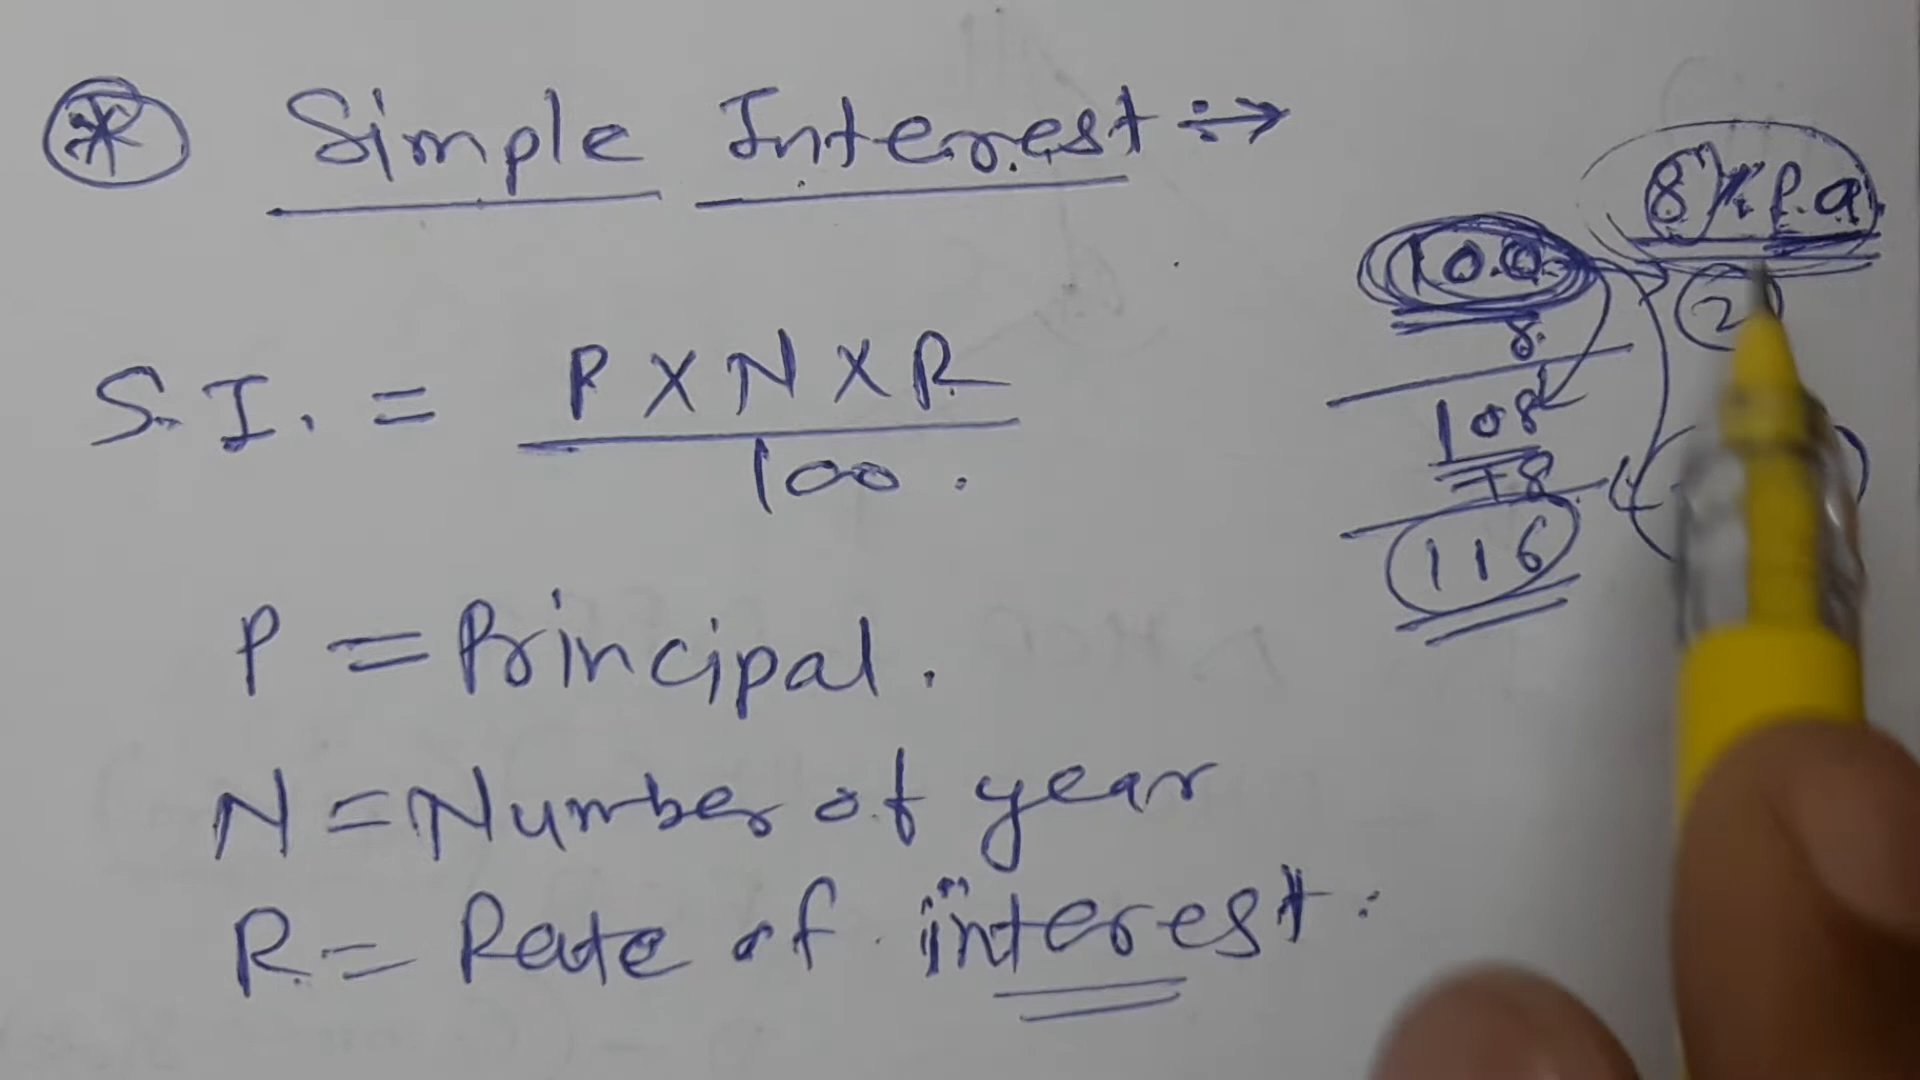 * Simple Interest ÷→
S.I. = P X N X R
100.
P = Principal.
N = Number of year
R = Rate of interest.
8% P.a.
100
2
8
108
+8
116